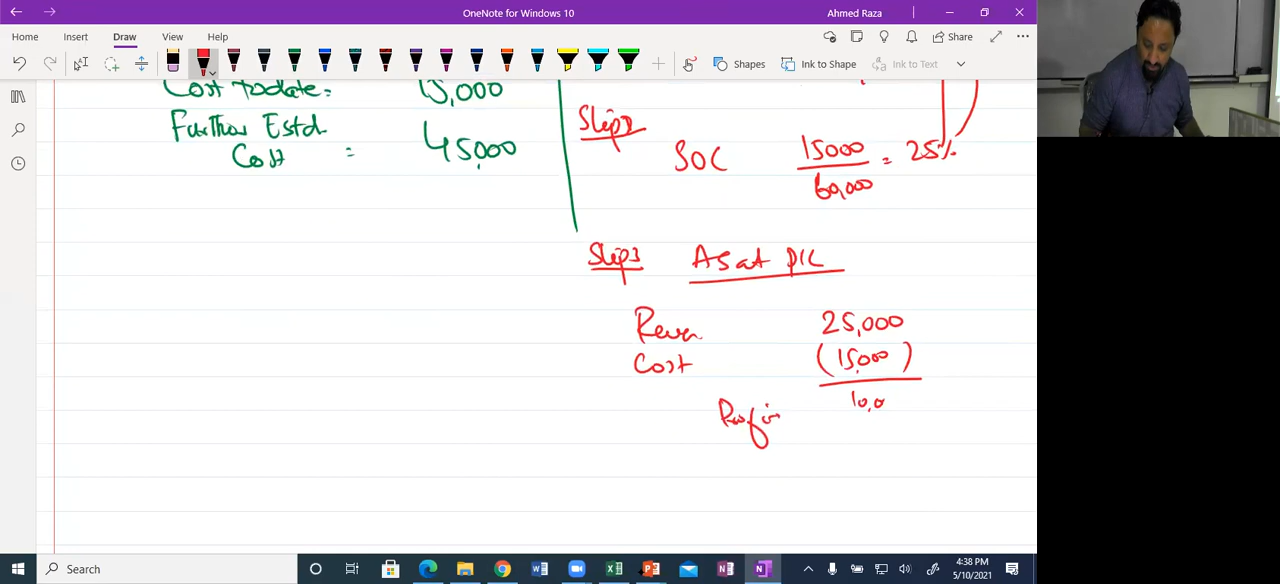 OneNote for Windows 10
Ahmed Raza
Home Insert Draw View Help
Share
Shapes Ink to Shape Ink to Text
Cost todate = 15,000
Further Estd
Cost = 45,000
Step2
SOC 15000 = 25%
60,000
Step3 As at
Reven 25,000
Cost (15,000)
10,0
Search
4:38 PM
5/10/2021